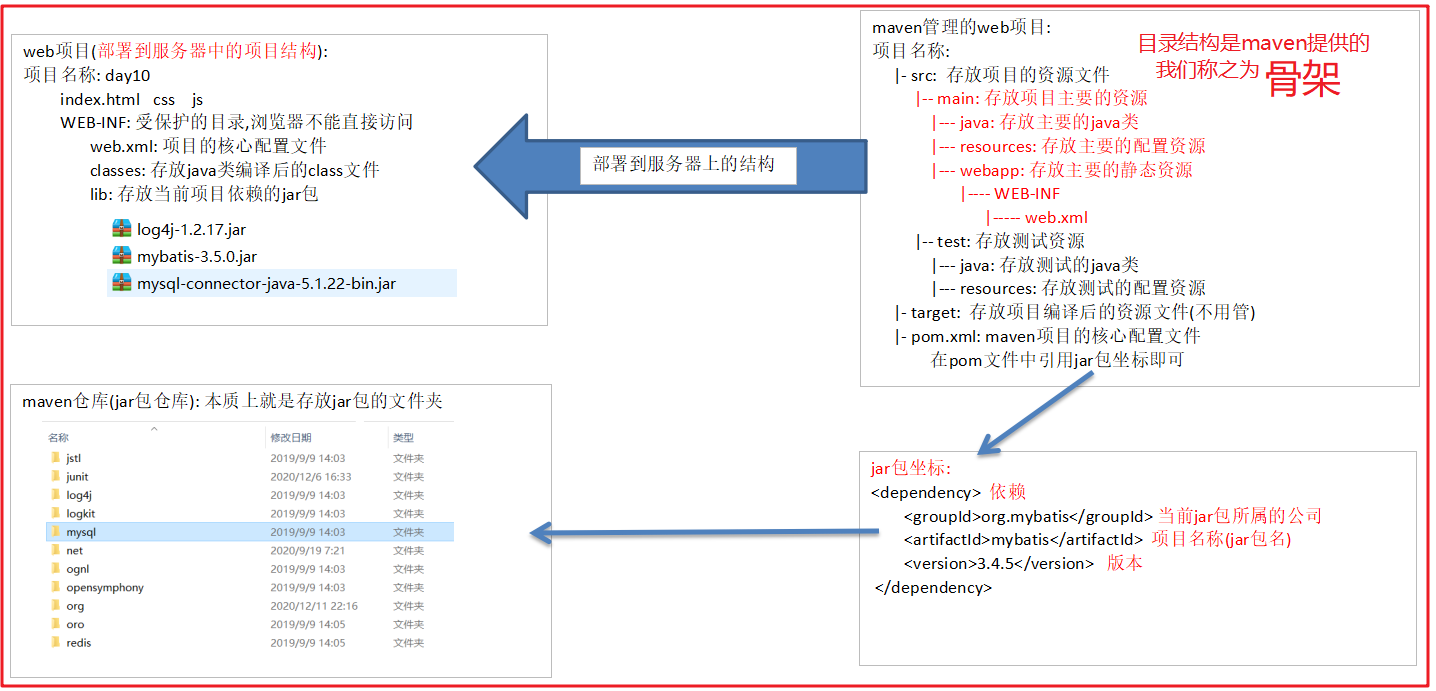 web项目(部署到服务器中的项目结构):
项目名称: day10
index.html css js
WEB-INF: 受保护的目录,浏览器不能直接访问
web.xml: 项目的核心配置文件
classes: 存放java类编译后的class文件
lib: 存放当前项目依赖的jar包
log4j-1.2.17.jar
mybatis-3.5.0.jar
mysql-connector-java-5.1.22-bin.jar
部署到服务器上的结构
maven管理的web项目:
项目名称:
目录结构是maven提供的
我们称之为 骨架
|- src: 存放项目的资源文件
|-- main: 存放项目主要的资源
|--- java: 存放主要的java类
|--- resources: 存放主要的配置资源
|--- webapp: 存放主要的静态资源
|---- WEB-INF
|----- web.xml
|-- test: 存放测试资源
|--- java: 存放测试的java类
|--- resources: 存放测试的配置资源
|- target: 存放项目编译后的资源文件(不用管)
|- pom.xml: maven项目的核心配置文件
在pom文件中引用jar包坐标即可
maven仓库(jar包仓库): 本质上就是存放jar包的文件夹
名称 修改日期 类型
jstl 2019/9/9 14:03 文件夹
junit 2020/12/6 16:33 文件夹
log4j 2019/9/9 14:03 文件夹
logkit 2019/9/9 14:03 文件夹
mysql 2019/9/9 14:03 文件夹
net 2020/9/19 7:21 文件夹
ognl 2019/9/9 14:03 文件夹
opensymphony 2019/9/9 14:03 文件夹
org 2020/12/11 22:16 文件夹
oro 2019/9/9 14:05 文件夹
redis 2019/9/9 14:05 文件夹
jar包坐标:
<dependency> 依赖
<groupId>org.mybatis</groupId> 当前jar包所属的公司
<artifactId>mybatis</artifactId> 项目名称(jar包名)
<version>3.4.5</version> 版本
</dependency>